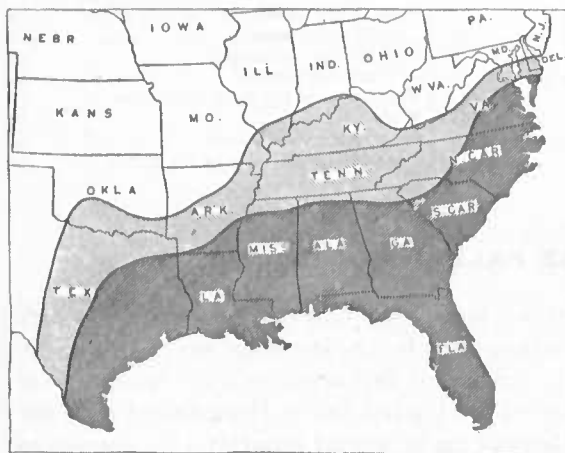 PA.
N.J.
IOWA
NEBR
OHIO
MD.
DEL.
IND.
ILL
W VA.
VA.
KANS
MO.
KY.
N. CAR
TENN.
OKLA
ARK.
S. CAR
MIS.
ALA
GA
TEX.
LA
FLA